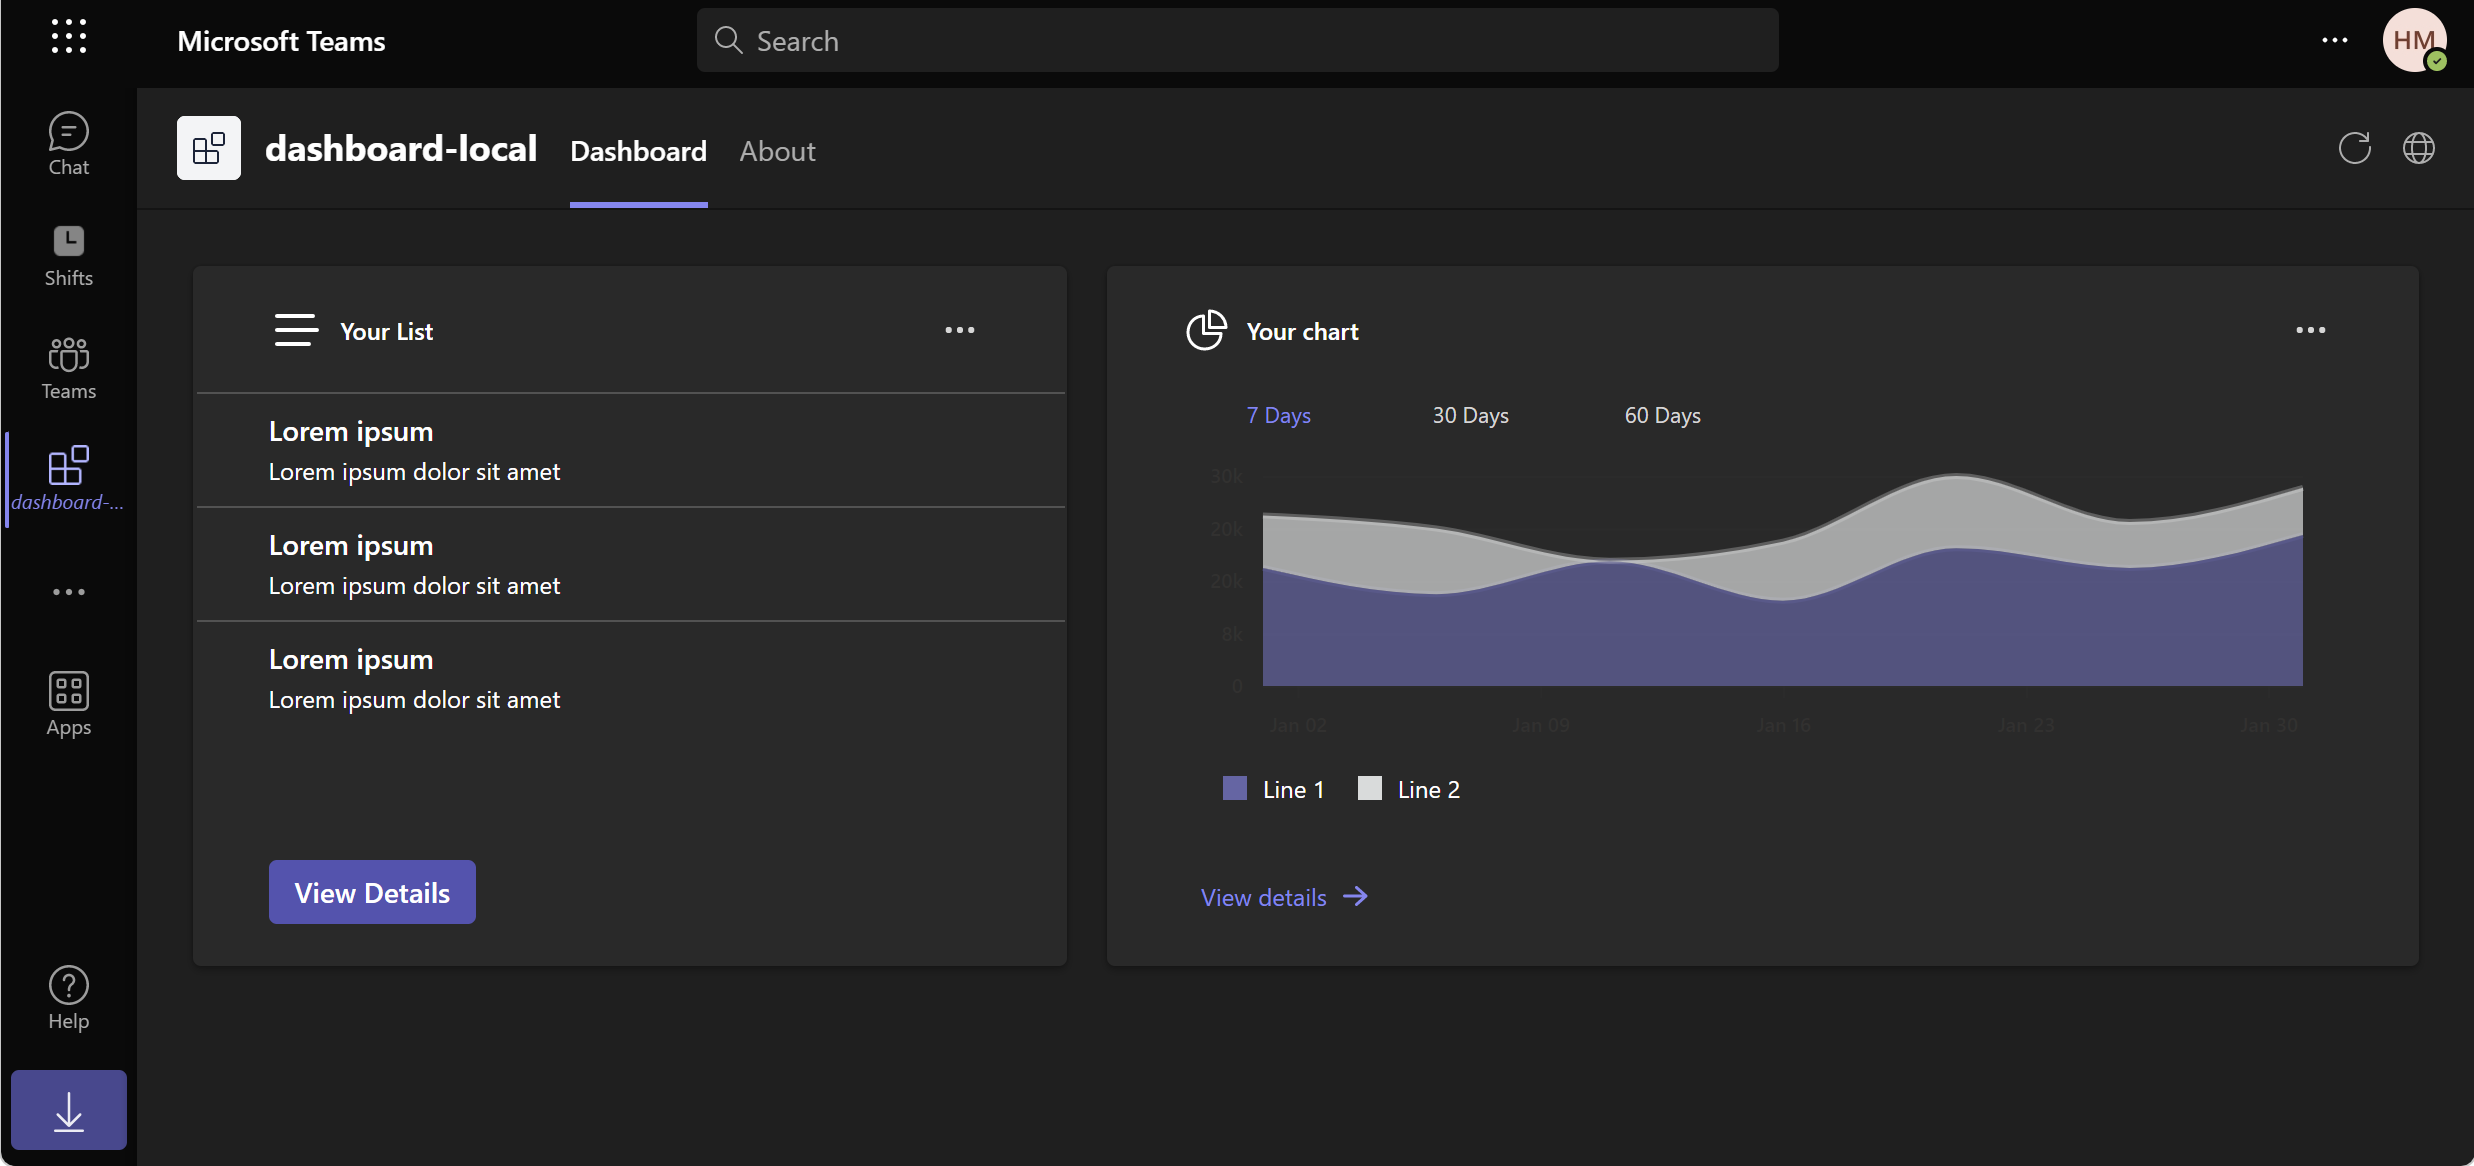 Microsoft Teams
Search
HM
Chat
Shifts
Teams
dashboard-...
Apps
Help
dashboard-local
Dashboard
About
Your List
Lorem ipsum
Lorem ipsum dolor sit amet
Lorem ipsum
Lorem ipsum dolor sit amet
Lorem ipsum
Lorem ipsum dolor sit amet
View Details
Your chart
7 Days 30 Days 60 Days
30k
20k
20k
8k
0
Jan 02 Jan 09 Jan 16 Jan 23 Jan 30
Line 1 Line 2
View details